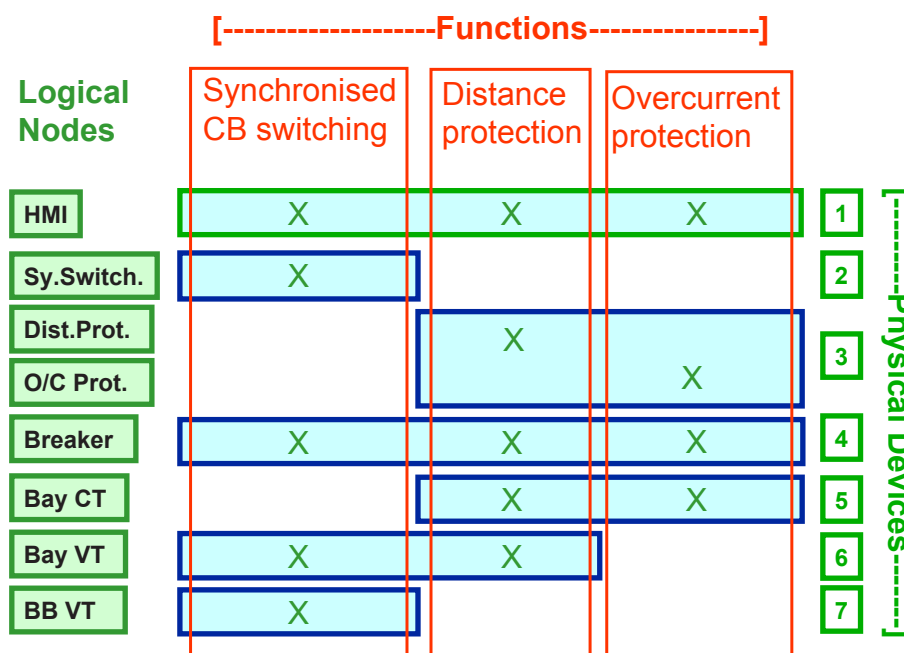 [-------------------Functions----------------]
Logical
Nodes
Synchronised
CB switching
Distance
protection
Overcurrent
protection
HMI X X X 1
Sy.Switch. X 2
Dist.Prot. X
3
O/C Prot. X
Breaker X X X 4
Bay CT X X 5
Bay VT X X 6
BB VT X 7
[---------Physical Devices-------]